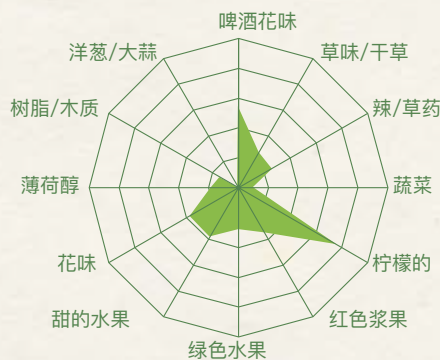 啤酒花味
草味/干草
辣/草药
蔬菜
柠檬的
红色浆果
绿色水果
甜的水果
花味
薄荷醇
树脂/木质
洋葱/大蒜